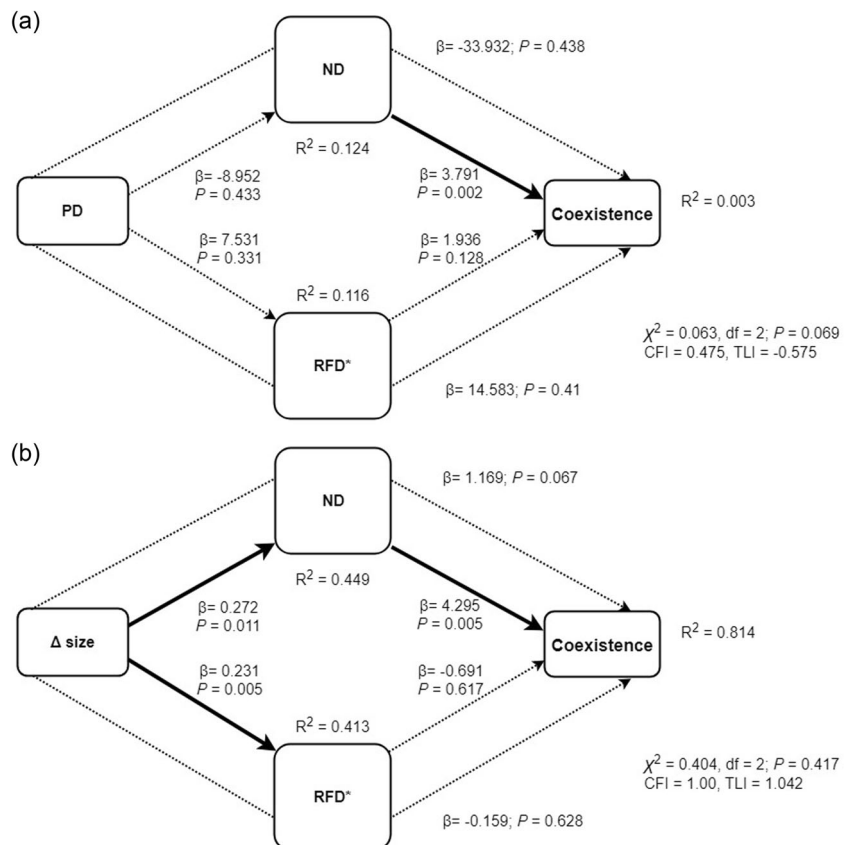 (a)
ND
β= -33.932; P = 0.438
R² = 0.124
β= -8.952
P = 0.433
β= 3.791
P = 0.002
PD
Coexistence
R² = 0.003
β= 7.531
P = 0.331
β= 1.936
P = 0.128
R² = 0.116
RFD*
χ² = 0.063, df = 2; P = 0.069
CFI = 0.475, TLI = -0.575
β= 14.583; P = 0.41
(b)
ND
β= 1.169; P = 0.067
R² = 0.449
β= 0.272
P = 0.011
β= 4.295
P = 0.005
Δ size
Coexistence
R² = 0.814
β= 0.231
P = 0.005
β= -0.691
P = 0.617
R² = 0.413
RFD*
χ² = 0.404, df = 2; P = 0.417
CFI = 1.00, TLI = 1.042
β= -0.159; P = 0.628